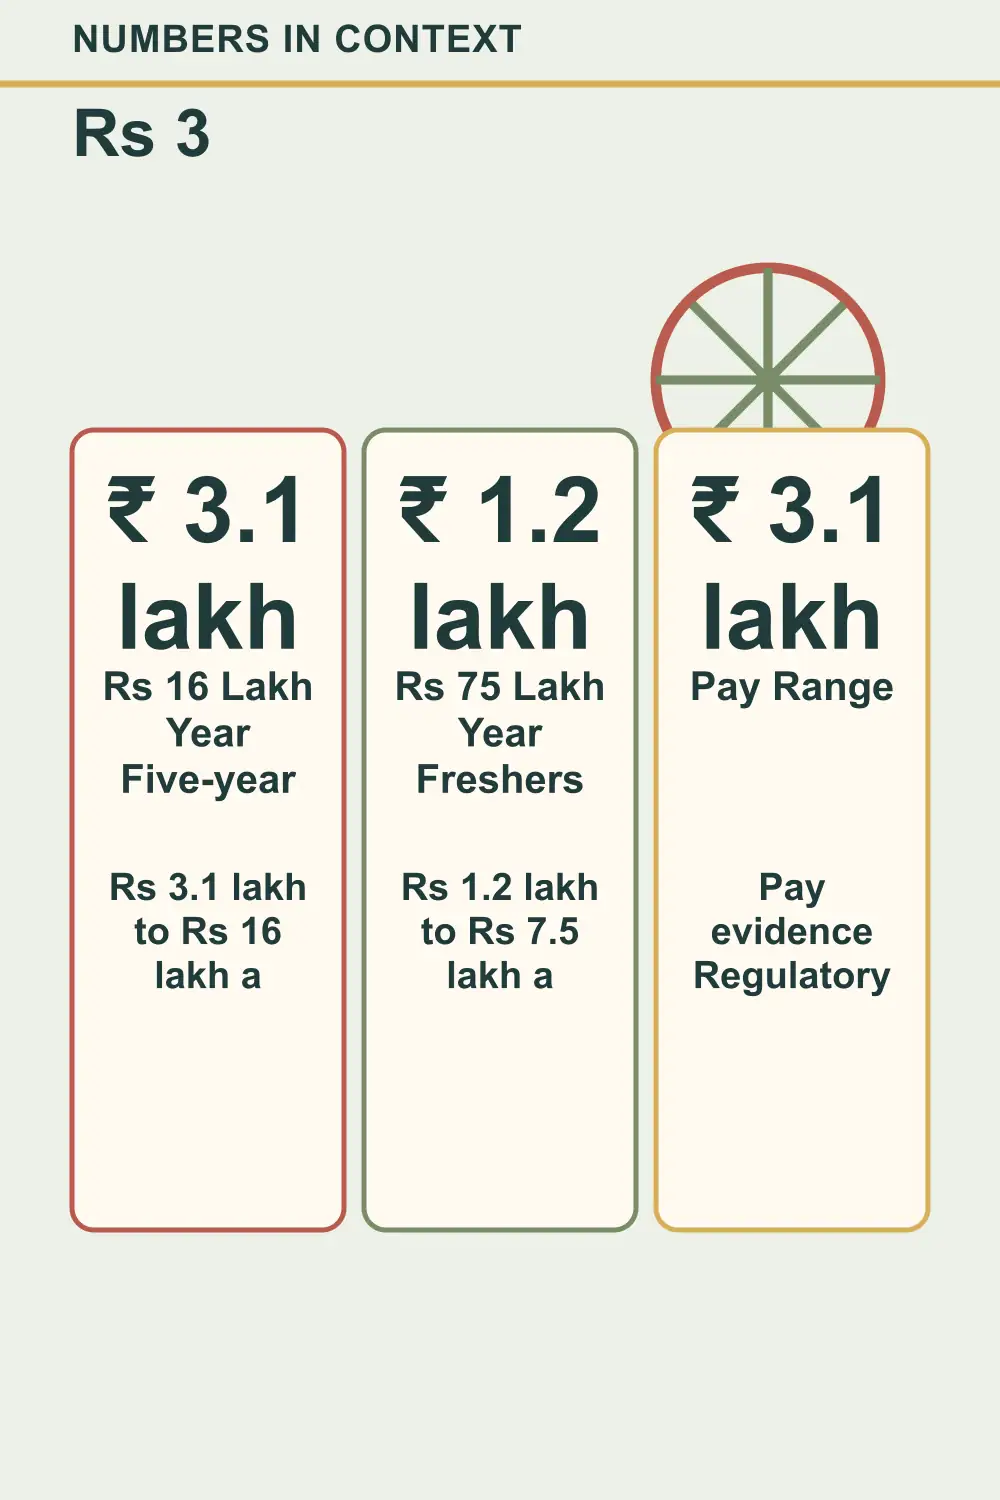 NUMBERS IN CONTEXT
Rs 3
₹ 3.1
lakh
Rs 16 Lakh
Year
Five-year
Rs 3.1 lakh
to Rs 16
lakh a
₹ 1.2
lakh
Rs 75 Lakh
Year
Freshers
Rs 1.2 lakh
to Rs 7.5
lakh a
₹ 3.1
lakh
Pay Range
Pay
evidence
Regulatory